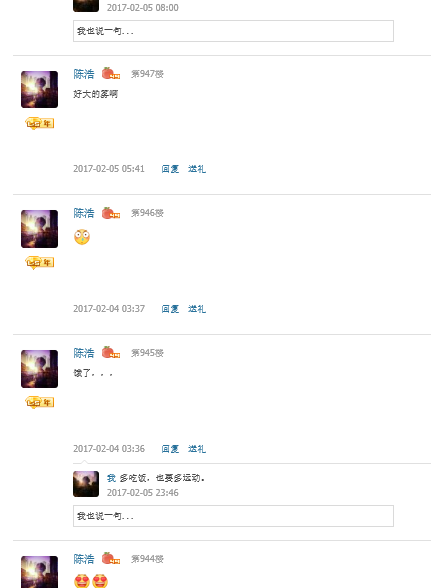 2017-02-05 08:00
我也说一句...
陈浩 第947楼
好大的雾啊
年
2017-02-05 05:41 回复 送礼
陈浩 第946楼
年
2017-02-04 03:37 回复 送礼
陈浩 第945楼
饿了. . .
年
2017-02-04 03:36 回复 送礼
我 多吃饭，也要多运动。
2017-02-05 23:46
我也说一句...
陈浩 第944楼